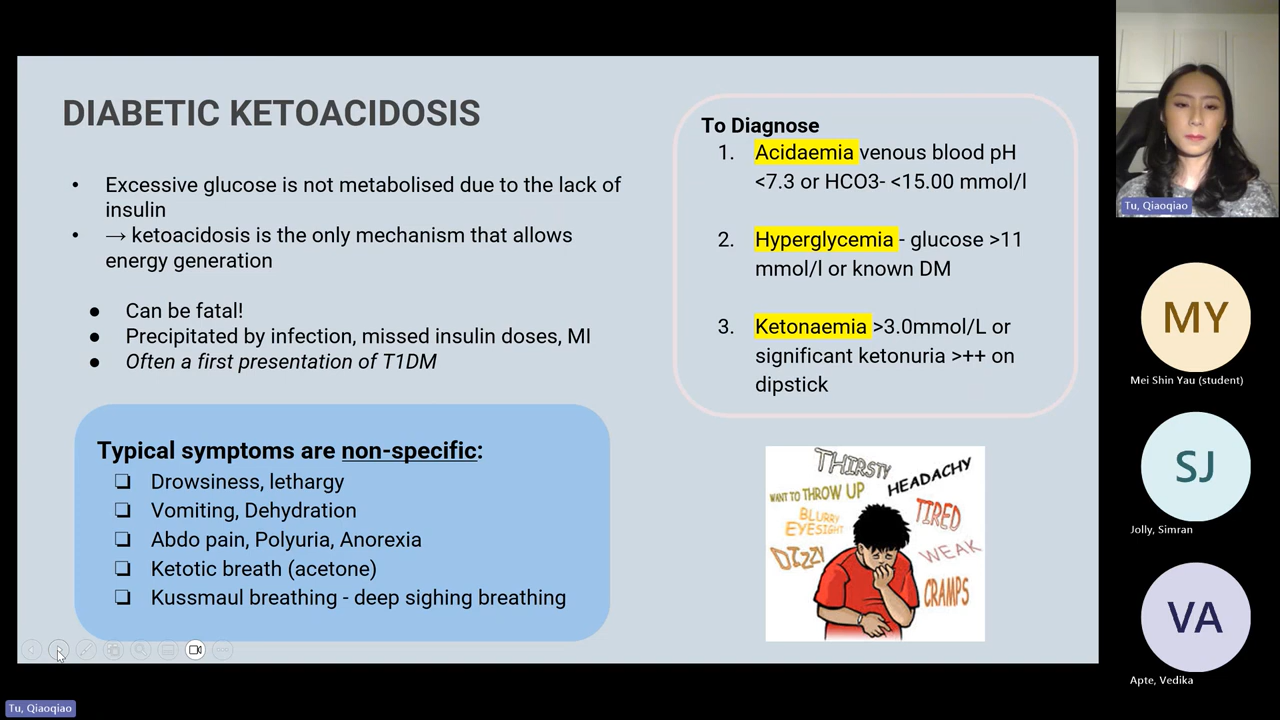 DIABETIC KETOACIDOSIS
• Excessive glucose is not metabolised due to the lack of
insulin
• → ketoacidosis is the only mechanism that allows
energy generation
● Can be fatal!
● Precipitated by infection, missed insulin doses, MI
● Often a first presentation of T1DM
Typical symptoms are non-specific:
❏ Drowsiness, lethargy
❏ Vomiting, Dehydration
❏ Abdo pain, Polyuria, Anorexia
❏ Ketotic breath (acetone)
❏ Kussmaul breathing - deep sighing breathing
To Diagnose
1. Acidaemia venous blood pH
<7.3 or HCO3- <15.00 mmol/l
2. Hyperglycemia - glucose >11
mmol/l or known DM
3. Ketonaemia >3.0mmol/L or
significant ketonuria >++ on
dipstick
THIRSTY
HEADACHY
WANT TO THROW UP
BLURRY
EYESIGHT
TIRED
DIZZY
WEAK
CRAMPS
Tu, Qiaoqiao
MY
Mei Shin Yau (student)
SJ
Jolly, Simran
VA
Apte, Vedika
Tu, Qiaoqiao